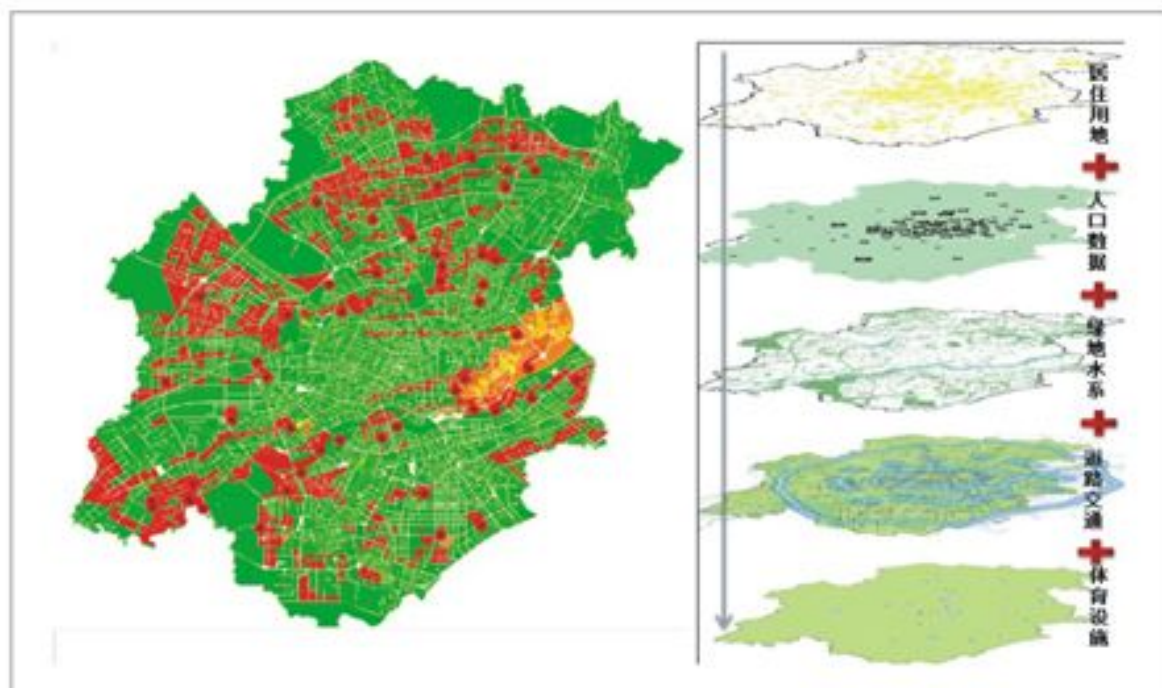 居住用地
人口数据
绿地水系
道路交通
体育设施